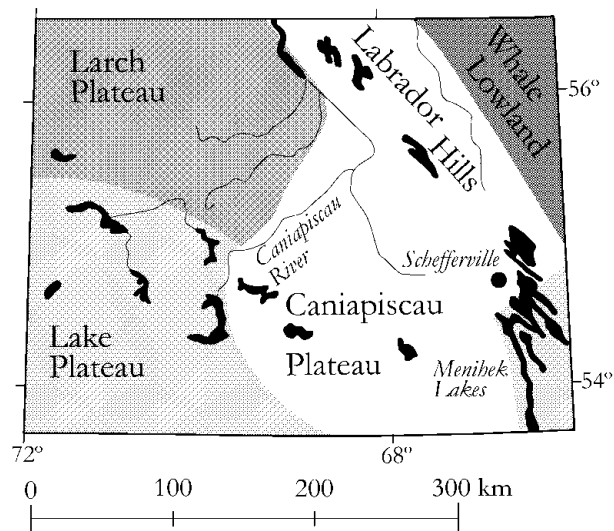 Larch
Plateau
Labrador
Hills
Whale
Lowland
56°
Caniapiscau
River
Schefferville
Caniapiscau
Plateau
Lake
Plateau
Menihek
Lakes
54°
72°
68°
0 100 200 300 km